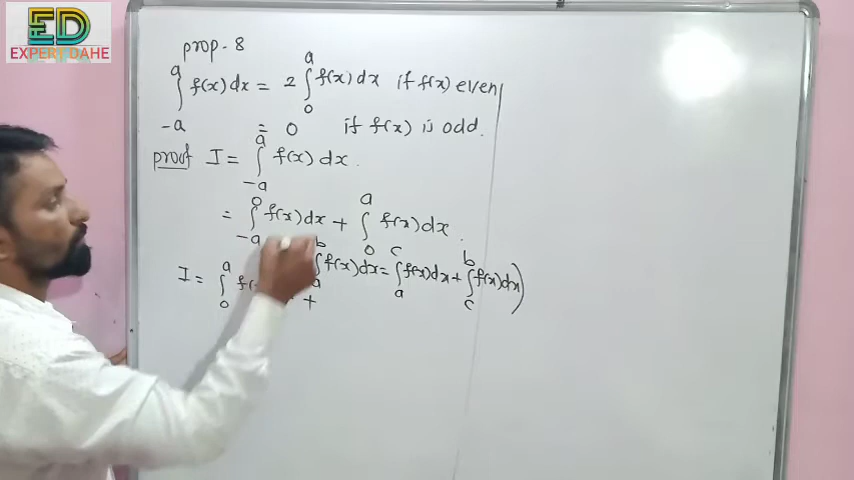 ED
EXPERT DAHE
prop. 8
∫_{-a}^{a} f(x) dx = 2 ∫_{0}^{a} f(x) dx if f(x) even
= 0 if f(x) is odd.
proof I = ∫_{-a}^{a} f(x) dx.
= ∫_{-a}^{0} f(x) dx + ∫_{0}^{a} f(x) dx.
∫_{a}^{b} f(x) dx = ∫_{a}^{c} f(x) dx + ∫_{c}^{b} f(x) dx)
I = ∫_{0}^{a} +